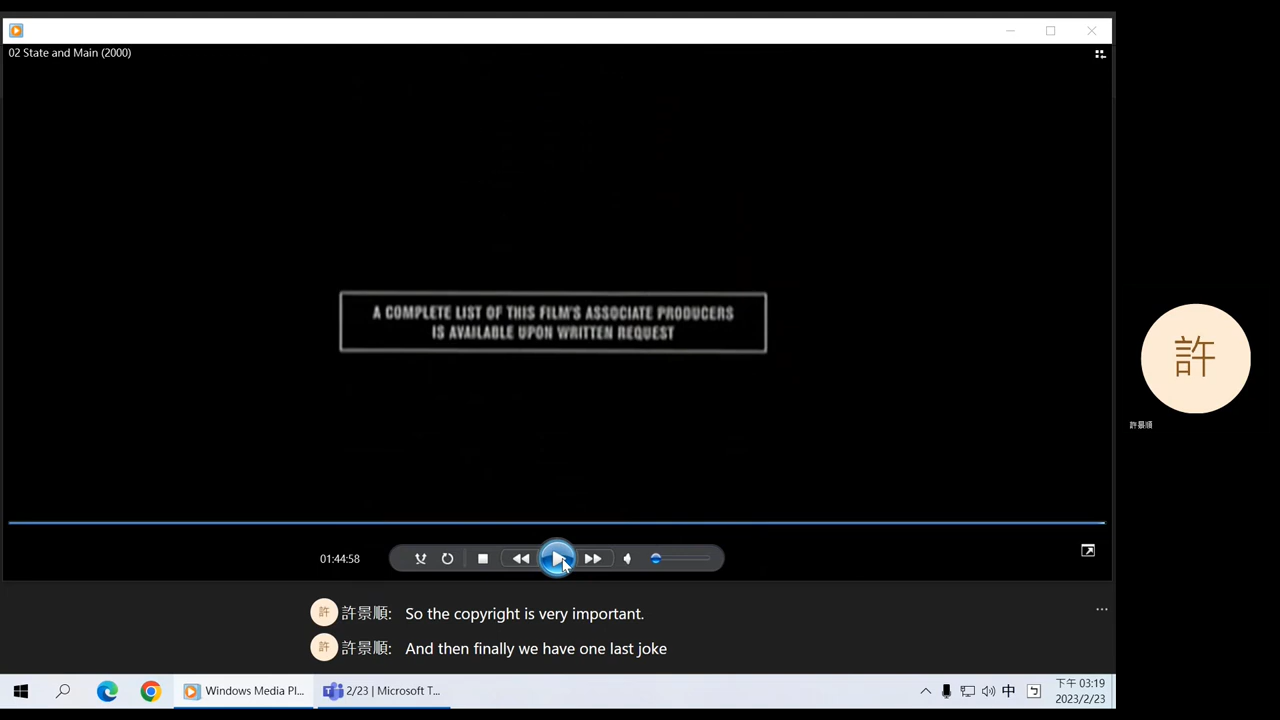 02 State and Main (2000)
A COMPLETE LIST OF THIS FILM'S ASSOCIATE PRODUCERS
IS AVAILABLE UPON WRITTEN REQUEST
許
許景順
01:44:58
許 許景順: So the copyright is very important.
許 許景順: And then finally we have one last joke
Windows Media Pl...
2/23 | Microsoft T...
中
下午 03:19
2023/2/23